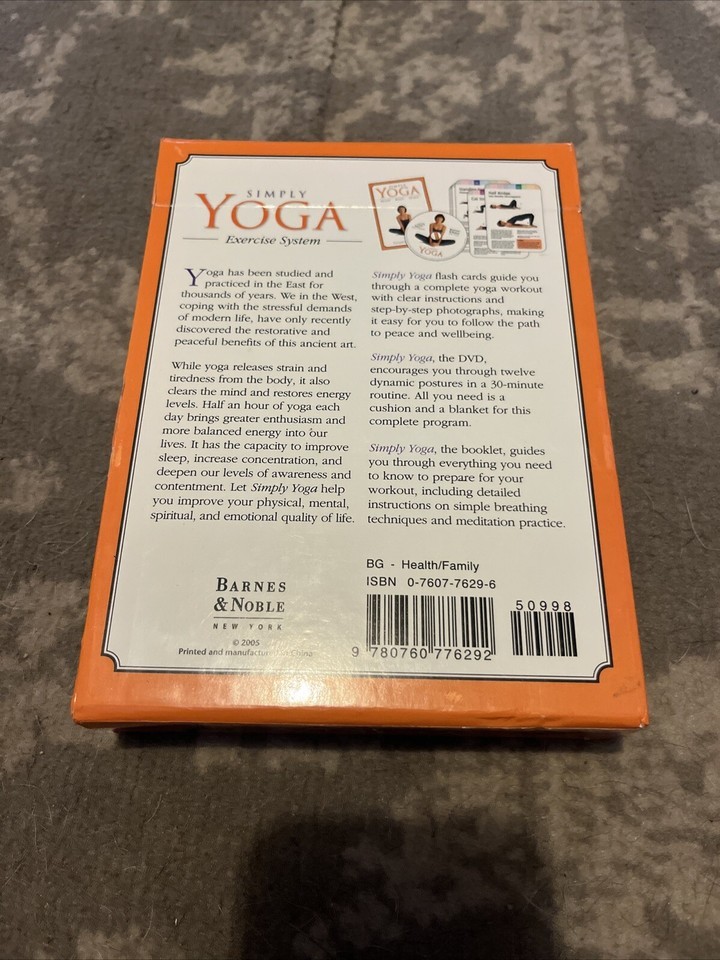 SIMPLY
YOGA
Exercise System
Yoga has been studied and
practiced in the East for
thousands of years. We in the West,
coping with the stressful demands
of modern life, have only recently
discovered the restorative and
peaceful benefits of this ancient art.
While yoga releases strain and
tiredness from the body, it also
clears the mind and restores energy
levels. Half an hour of yoga each
day brings greater enthusiasm and
more balanced energy into our
lives. It has the capacity to improve
sleep, increase concentration, and
deepen our levels of awareness and
contentment. Let Simply Yoga help
you improve your physical, mental,
spiritual, and emotional quality of life.
YOGA
YOGA
Half Bridge
Simply Yoga flash cards guide you
through a complete yoga workout
with clear instructions and
step-by-step photographs, making
it easy for you to follow the path
to peace and wellbeing.
Simply Yoga, the DVD,
encourages you through twelve
dynamic postures in a 30-minute
routine. All you need is a
cushion and a blanket for this
complete program.
Simply Yoga, the booklet, guides
you through everything you need
to know to prepare for your
workout, including detailed
instructions on simple breathing
techniques and meditation practice.
BARNES
& NOBLE
NEW YORK
© 2005
Printed and manufactured in China
BG - Health/Family
ISBN 0-7607-7629-6
50998
9 780760 776292